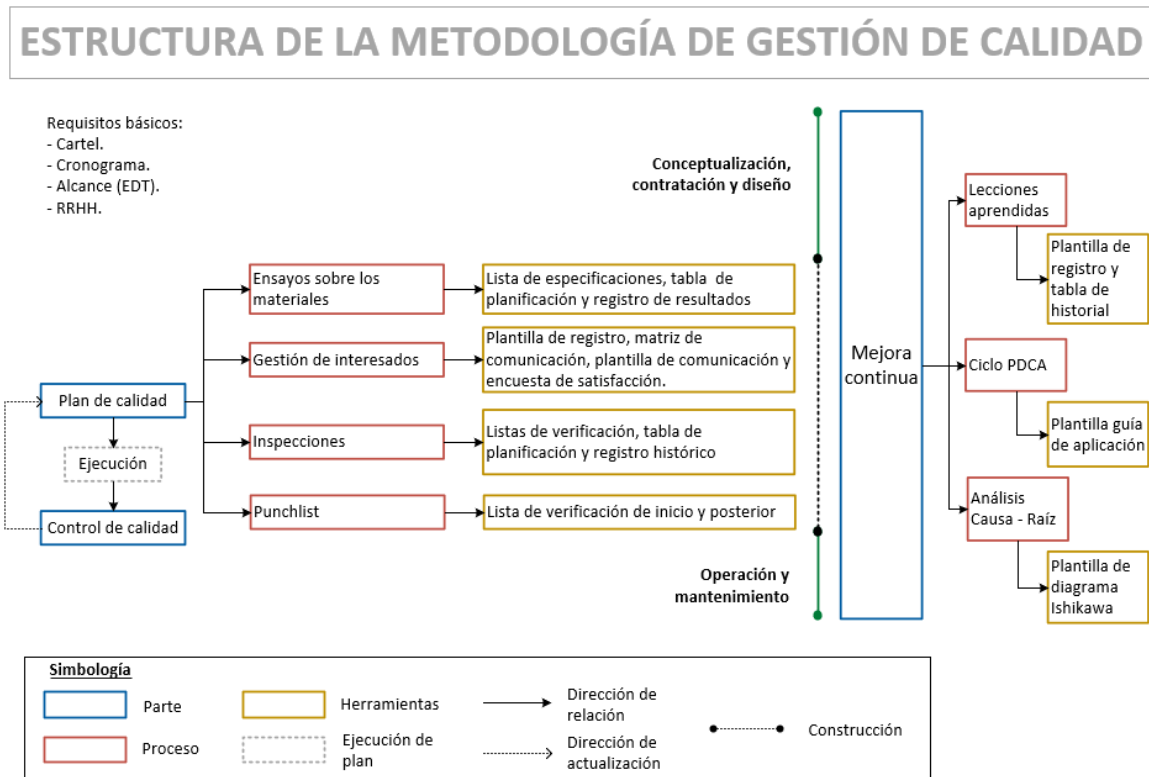 ESTRUCTURA DE LA METODOLOGÍA DE GESTIÓN DE CALIDAD
Requisitos básicos:
- Cartel.
- Cronograma.
- Alcance (EDT).
- RRHH.
Plan de calidad
Ejecución
Control de calidad
Ensayos sobre los
materiales
Lista de especificaciones, tabla de
planificación y registro de resultados
Gestión de interesados
Plantilla de registro, matriz de
comunicación, plantilla de comunicación y
encuesta de satisfacción.
Inspecciones
Listas de verificación, tabla de
planificación y registro histórico
Punchlist
Lista de verificación de inicio y posterior
Conceptualización,
contratación y diseño
Operación y
mantenimiento
Mejora
continua
Lecciones
aprendidas
Plantilla de
registro y
tabla de
historial
Ciclo PDCA
Plantilla guía
de aplicación
Análisis
Causa - Raíz
Plantilla de
diagrama
Ishikawa
Simbología
Parte
Proceso
Herramientas
Ejecución de
plan
Dirección de
relación
Dirección de
actualización
Construcción